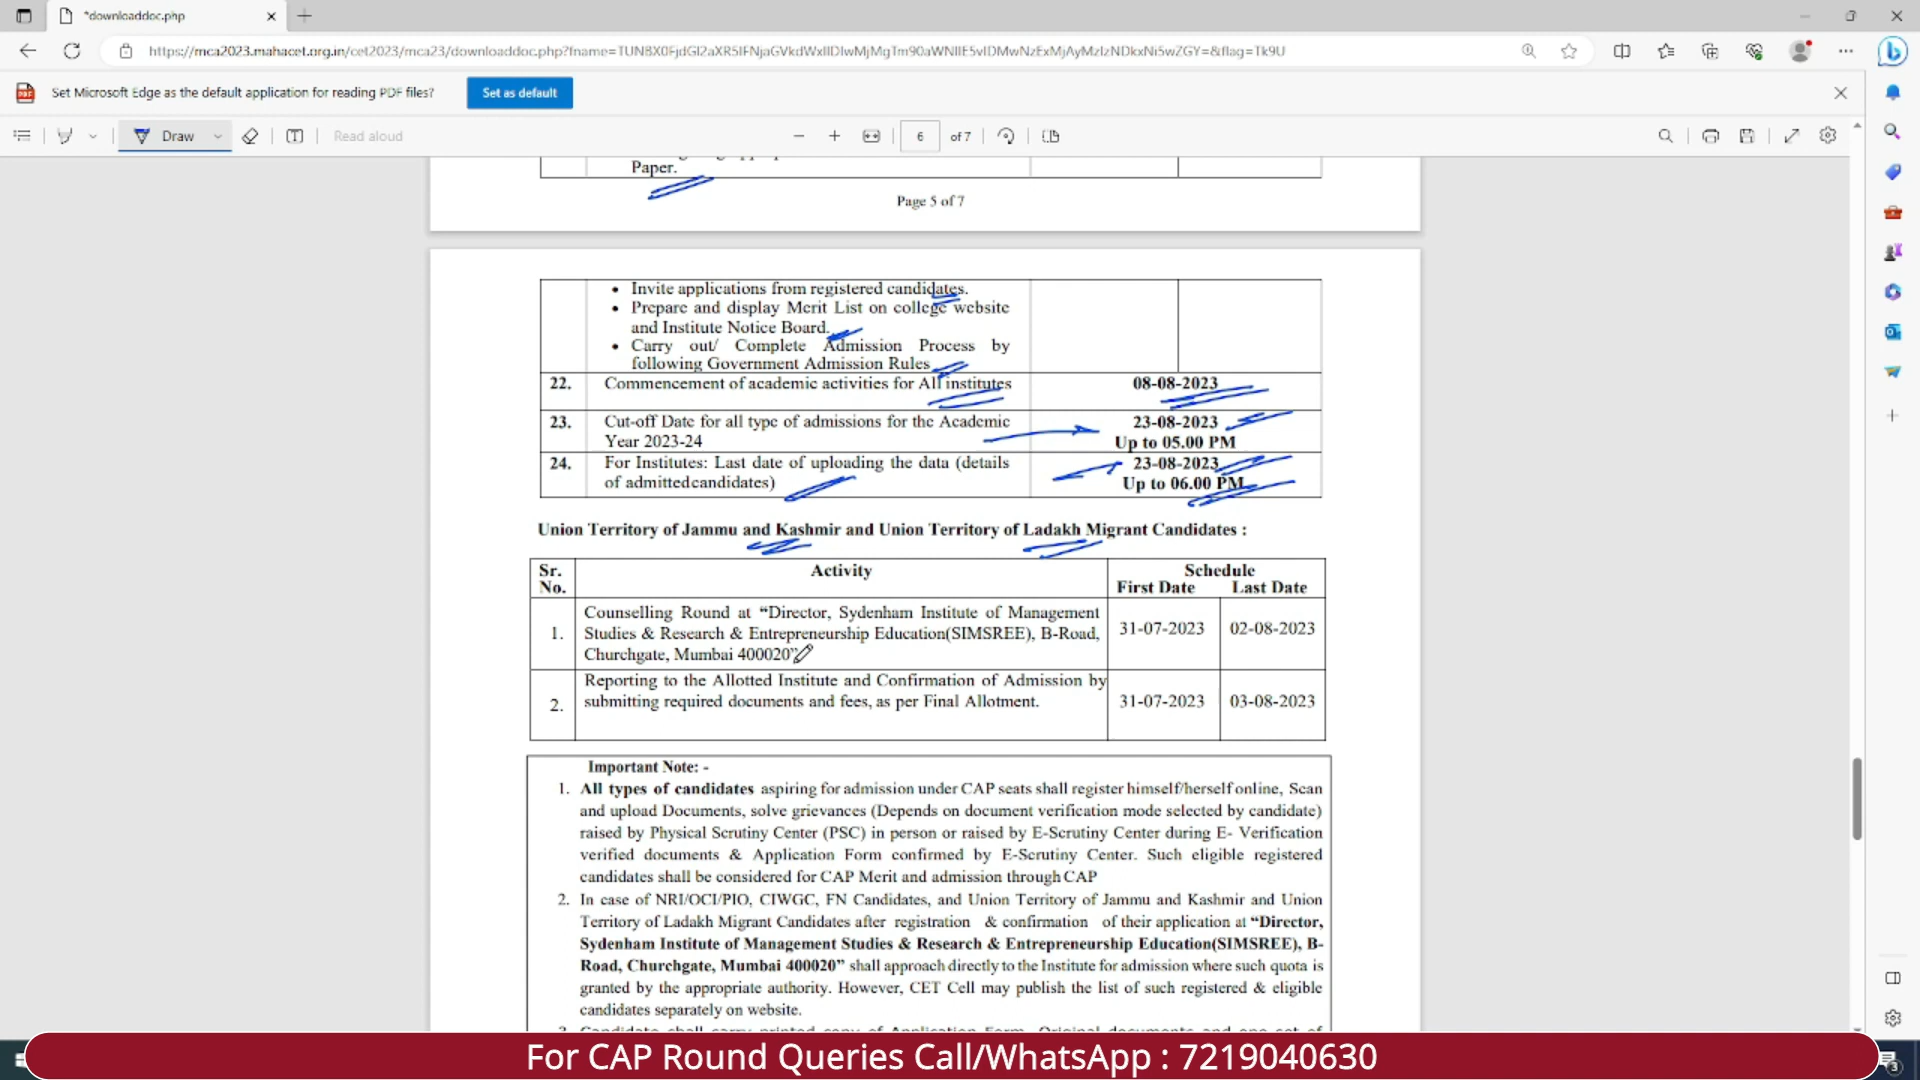 *downloaddoc.php
https://mca2023.mahacet.org.in/cet2023/mca23/downloaddoc.php?fname=
Set Microsoft Edge as the default application for reading PDF files?
Set as default
Draw
Read aloud
6
of 7
Paper.
Page 5 of 7
• Invite applications from registered candidates.
• Prepare and display Merit List on college website
and Institute Notice Board.
• Carry out/ Complete Admission Process by
following Government Admission Rules
22. Commencement of academic activities for All institutes 08-08-2023
23. Cut-off Date for all type of admissions for the Academic 23-08-2023
Year 2023-24 Up to 05.00 PM
24. For Institutes: Last date of uploading the data (details 23-08-2023
of admittedcandidates) Up to 06.00 PM
Union Territory of Jammu and Kashmir and Union Territory of Ladakh Migrant Candidates :
Sr. Activity Schedule
No. First Date Last Date
Counselling Round at “Director, Sydenham Institute of Management
1. Studies & Research & Entrepreneurship Education(SIMSREE), B-Road, 31-07-2023 02-08-2023
Churchgate, Mumbai 400020”
Reporting to the Allotted Institute and Confirmation of Admission by
2. submitting required documents and fees, as per Final Allotment. 31-07-2023 03-08-2023
Important Note: -
1. All types of candidates aspiring for admission under CAP seats shall register himself/herself online, Scan
and upload Documents, solve grievances (Depends on document verification mode selected by candidate)
raised by Physical Scrutiny Center (PSC) in person or raised by E-Scrutiny Center during E- Verification
verified documents & Application Form confirmed by E-Scrutiny Center. Such eligible registered
candidates shall be considered for CAP Merit and admission through CAP
2. In case of NRI/OCI/PIO, CIWGC, FN Candidates, and Union Territory of Jammu and Kashmir and Union
Territory of Ladakh Migrant Candidates after registration & confirmation of their application at “Director,
Sydenham Institute of Management Studies & Research & Entrepreneurship Education(SIMSREE), B-
Road, Churchgate, Mumbai 400020” shall approach directly to the Institute for admission where such quota is
granted by the appropriate authority. However, CET Cell may publish the list of such registered & eligible
candidates separately on website.
3. Candidate shall carry printed copy of Application Form, Original documents and one set of
For CAP Round Queries Call/WhatsApp : 7219040630